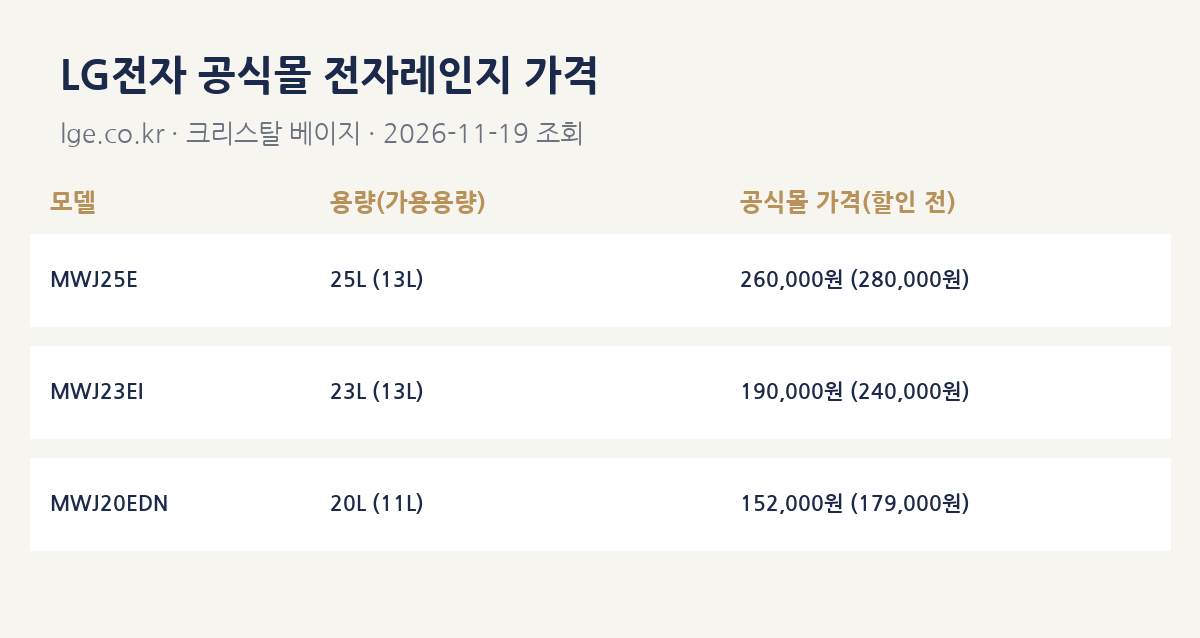 LG전자 공식몰 전자레인지 가격
lge.co.kr · 크리스탈 베이지 · 2026-11-19 조회
모델 용량(가용용량) 공식몰 가격(할인 전)
MWJ25E 25L (13L) 260,000원 (280,000원)
MWJ23EI 23L (13L) 190,000원 (240,000원)
MWJ20EDN 20L (11L) 152,000원 (179,000원)